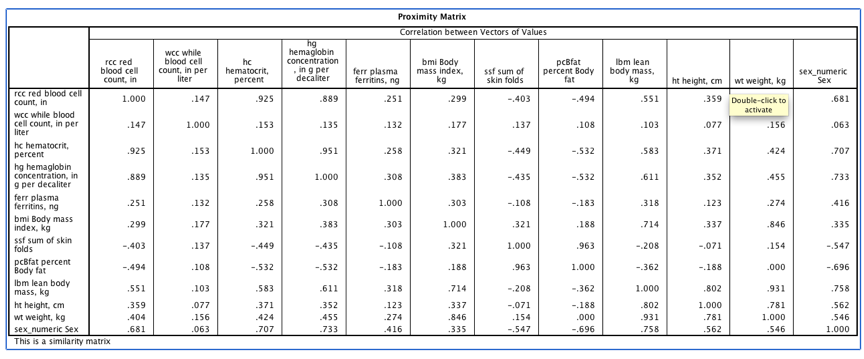 Proximity Matrix
Correlation between Vectors of Values
rcc red blood cell count, in
wcc while blood cell count, in per liter
hc hematocrit, percent
hg hemaglobin concentration , in g per decaliter
ferr plasma ferritins, ng
bmi Body mass index, kg
ssf sum of skin folds
pcBfat percent Body fat
lbm lean body mass, kg
ht height, cm
wt weight, kg
sex_numeric Sex
rcc red blood cell count, in 1.000 .147 .925 .889 .251 .299 -.403 -.494 .551 .359 Double-click to activate .681
wcc while blood cell count, in per liter .147 1.000 .153 .135 .132 .177 .137 .108 .103 .077 .156 .063
hc hematocrit, percent .925 .153 1.000 .951 .258 .321 -.449 -.532 .583 .371 .424 .707
hg hemaglobin concentration, in g per decaliter .889 .135 .951 1.000 .308 .383 -.435 -.532 .611 .352 .455 .733
ferr plasma ferritins, ng .251 .132 .258 .308 1.000 .303 -.108 -.183 .318 .123 .274 .416
bmi Body mass index, kg .299 .177 .321 .383 .303 1.000 .321 .188 .714 .337 .846 .335
ssf sum of skin folds -.403 .137 -.449 -.435 -.108 .321 1.000 .963 -.208 -.071 .154 -.547
pcBfat percent Body fat -.494 .108 -.532 -.532 -.183 .188 .963 1.000 -.362 -.188 .000 -.696
lbm lean body mass, kg .551 .103 .583 .611 .318 .714 -.208 -.362 1.000 .802 .931 .758
ht height, cm .359 .077 .371 .352 .123 .337 -.071 -.188 .802 1.000 .781 .562
wt weight, kg .404 .156 .424 .455 .274 .846 .154 .000 .931 .781 1.000 .546
sex_numeric Sex .681 .063 .707 .733 .416 .335 -.547 -.696 .758 .562 .546 1.000
This is a similarity matrix